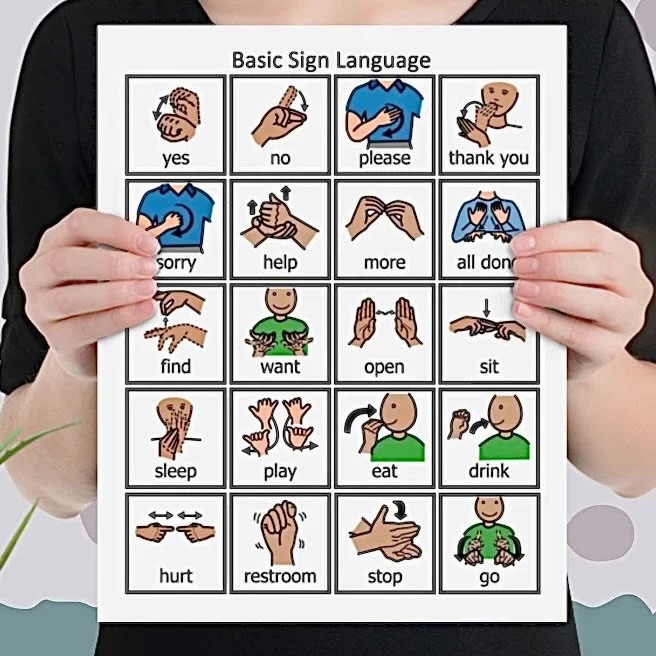 Basic Sign Language
yes no please thank you
sorry help more all don
find want open sit
sleep play eat drink
hurt restroom stop go